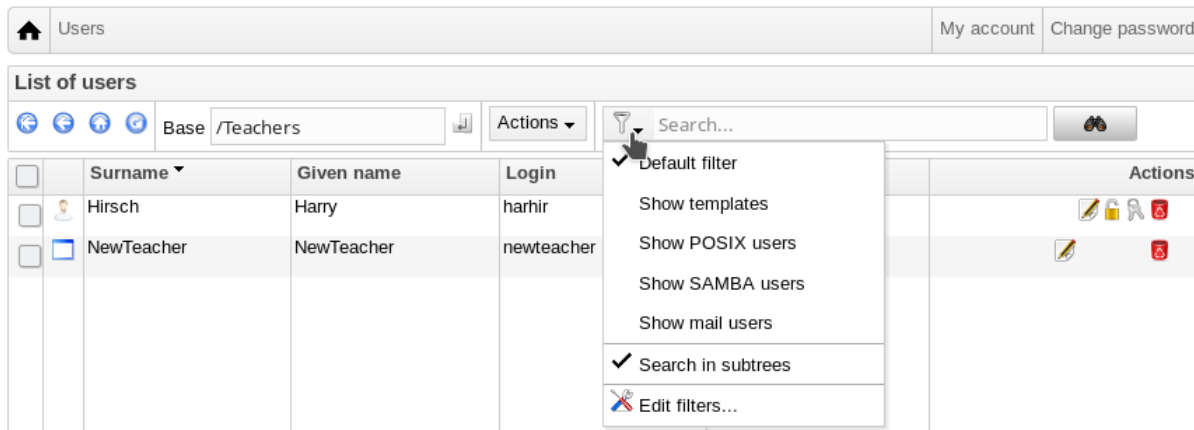 Users My account Change password
List of users
Base /Teachers Actions Search...
Surname Given name Login Actions
Hirsch Harry harhir
NewTeacher NewTeacher newteacher
Default filter
Show templates
Show POSIX users
Show SAMBA users
Show mail users
Search in subtrees
Edit filters...